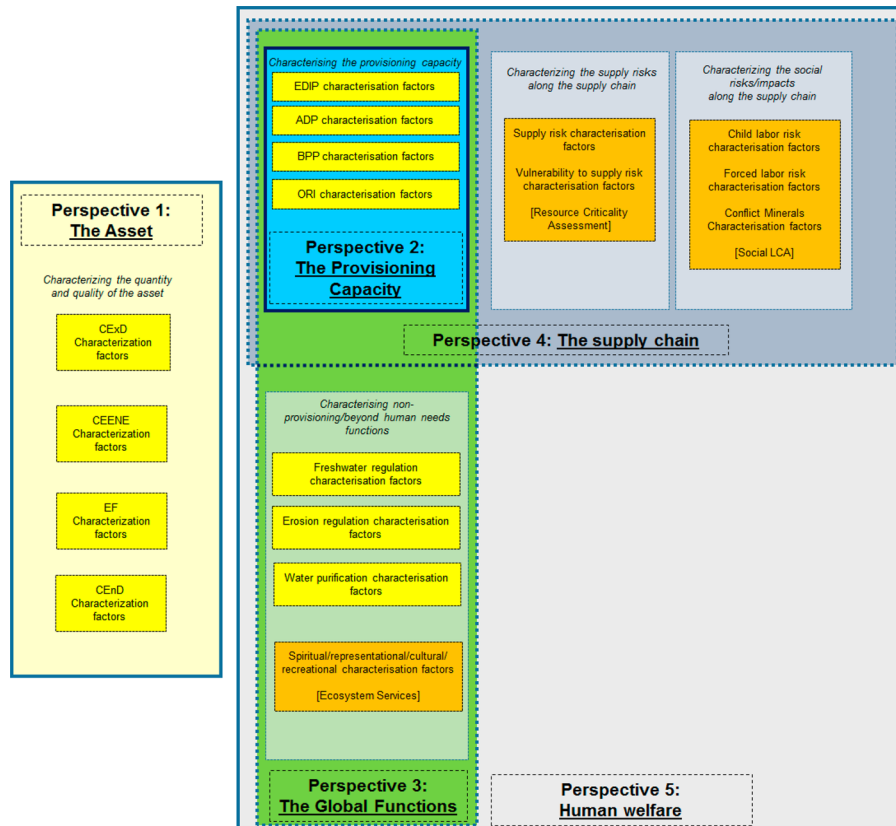 Perspective 1:
The Asset
Characterizing the quantity
and quality of the asset
CExD
Characterization
factors
CEENE
Characterization
factors
EF
Characterization
factors
CEnD
Characterization
factors
Characterising the provisioning capacity
EDIP characterisation factors
ADP characterisation factors
BPP characterisation factors
ORI characterisation factors
Perspective 2:
The Provisioning
Capacity
Characterizing the supply risks
along the supply chain
Supply risk characterisation
factors
Vulnerability to supply risk
characterisation factors
[Resource Criticality
Assessment]
Characterizing the social
risks/impacts
along the supply chain
Child labor risk
characterisation factors
Forced labor risk
characterisation factors
Conflict Minerals
Characterisation factors
[Social LCA]
Perspective 4: The supply chain
Characterising non-
provisioning/beyond human needs
functions
Freshwater regulation
characterisation factors
Erosion regulation characterisation
factors
Water purification characterisation
factors
Spiritual/representational/cultural/
recreational characterisation factors
[Ecosystem Services]
Perspective 3:
The Global Functions
Perspective 5:
Human welfare